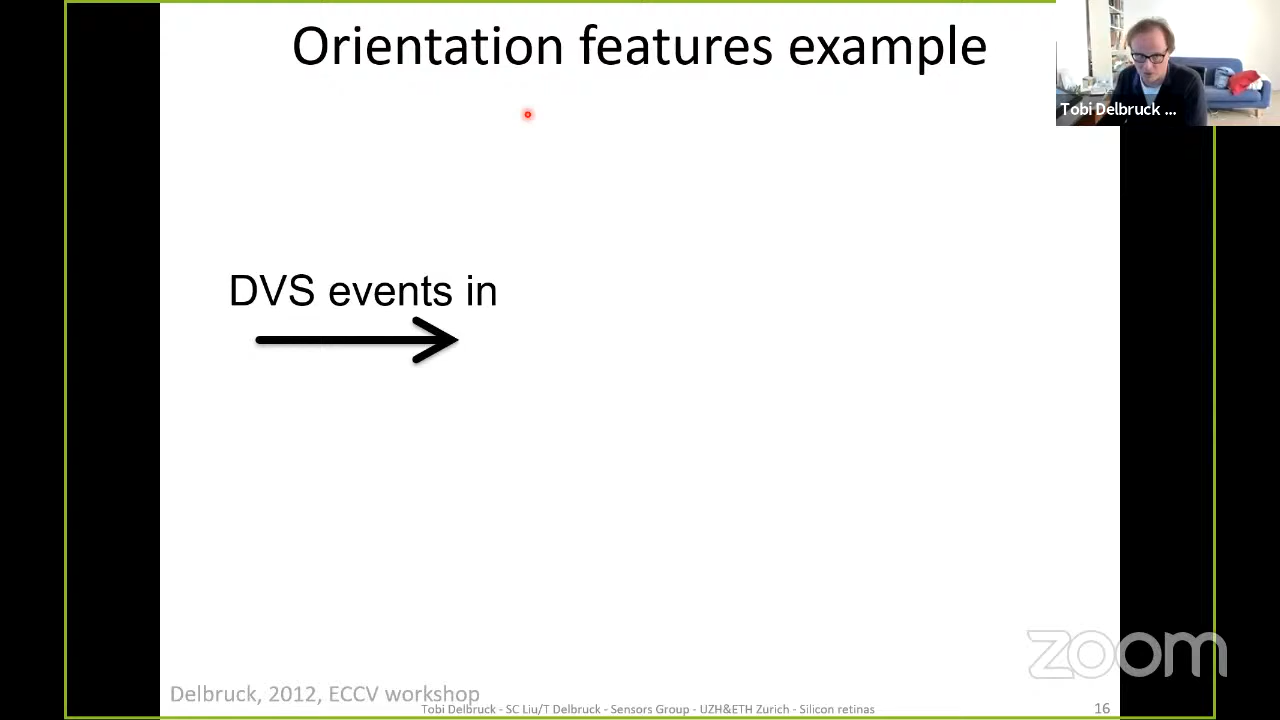 Orientation features example
Tobi Delbruck ...
DVS events in
zoom
Delbruck, 2012, ECCV workshop
Tobi Delbruck - SC Liu/T Delbruck - Sensors Group - UZH&ETH Zurich - Silicon retinas
16